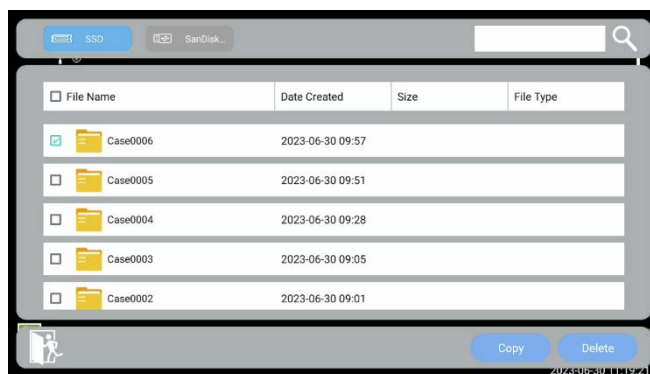 SSD SanDisk..
File Name Date Created Size File Type
Case0006 2023-06-30 09:57
Case0005 2023-06-30 09:51
Case0004 2023-06-30 09:28
Case0003 2023-06-30 09:05
Case0002 2023-06-30 09:01
Copy Delete
2023-06-30 11:19:21